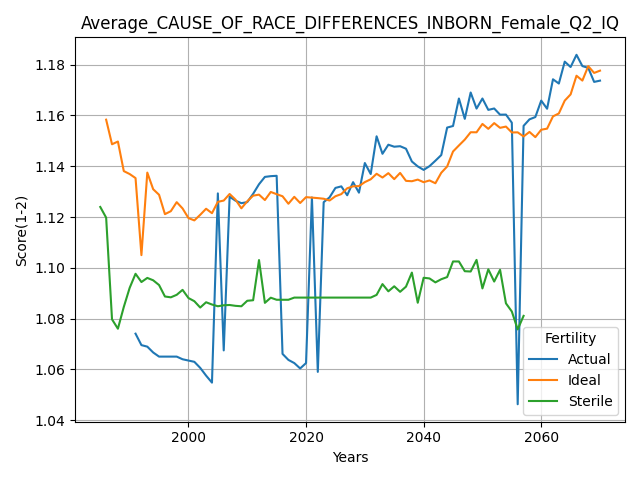 Average_CAUSE_OF_RACE_DIFFERENCES_INBORN_Female_Q2_IQ
Score(1-2)
1.18
1.16
1.14
1.12
1.10
1.08
1.06
1.04
2000
2020
2040
2060
Years
Fertility
Actual
Ideal
Sterile